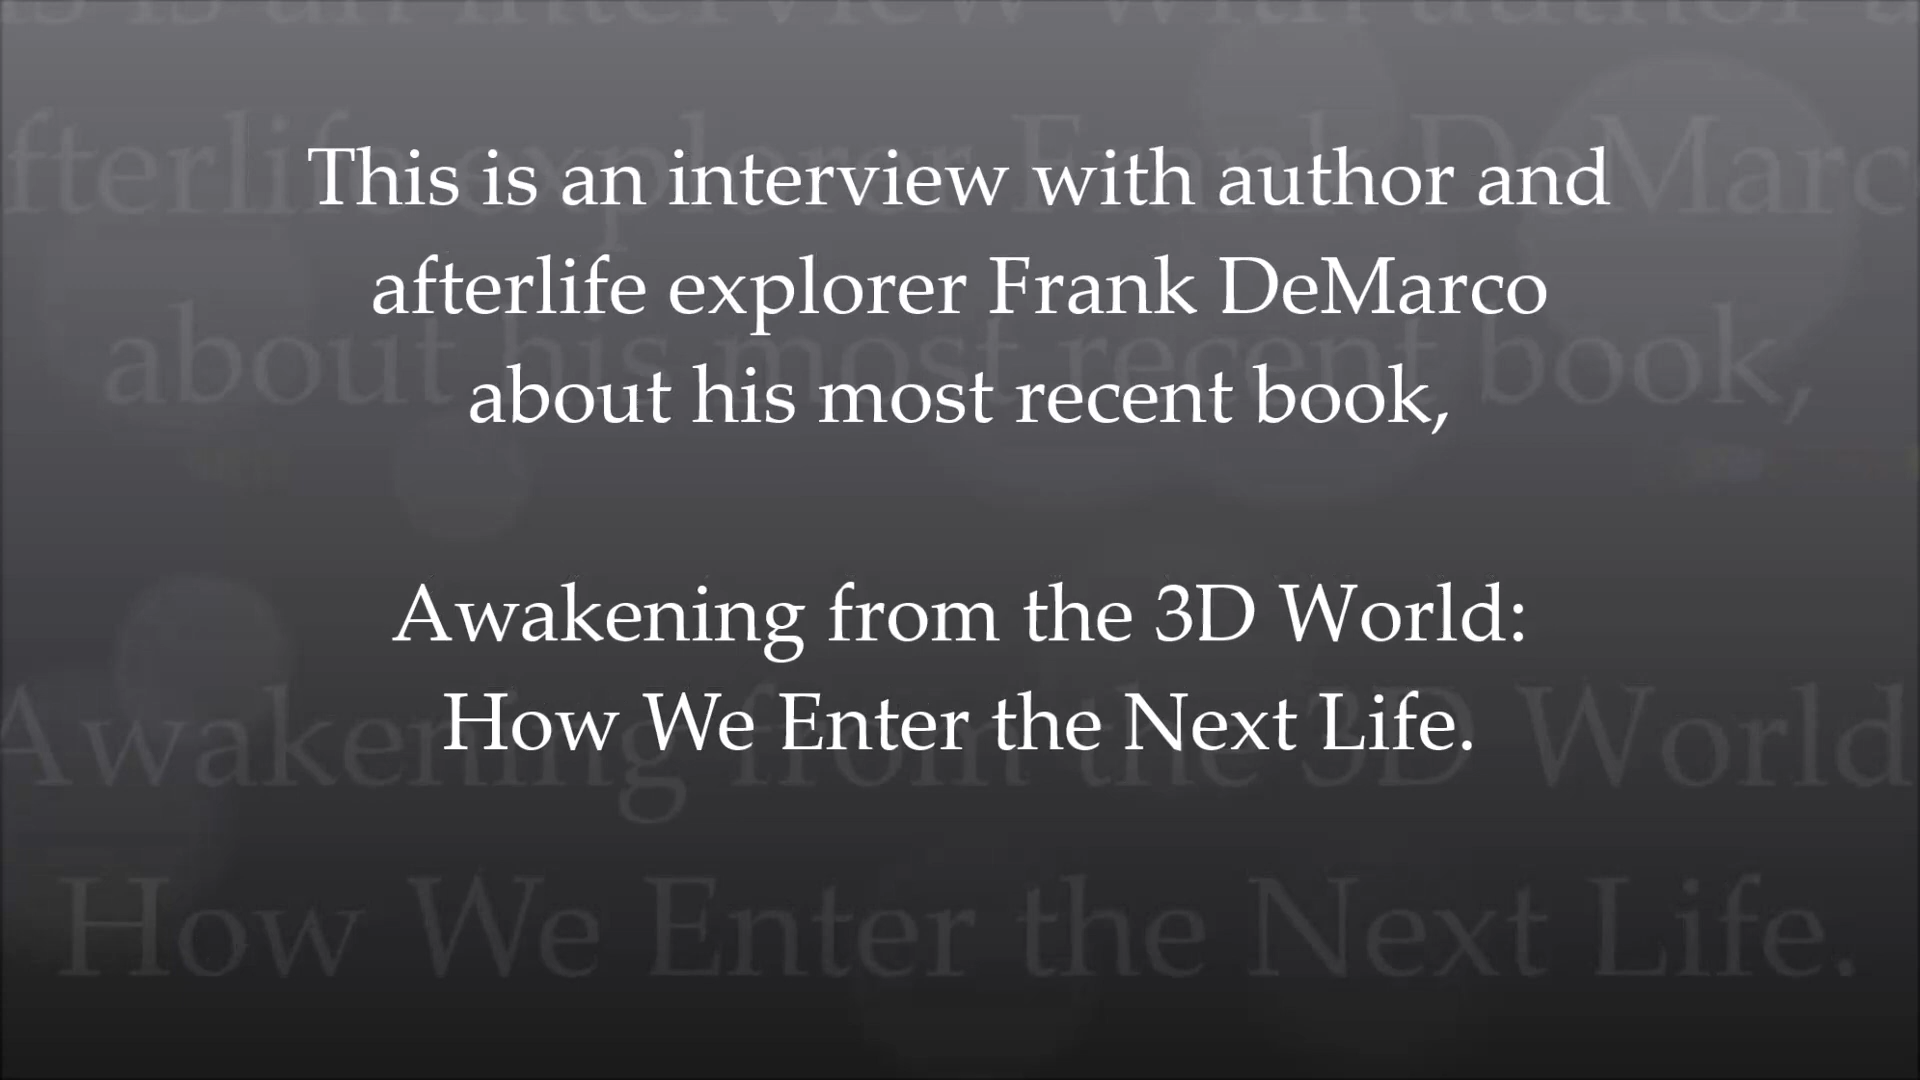 This is an interview with author and
afterlife explorer Frank DeMarco
about his most recent book,
Awakening from the 3D World:
How We Enter the Next Life.